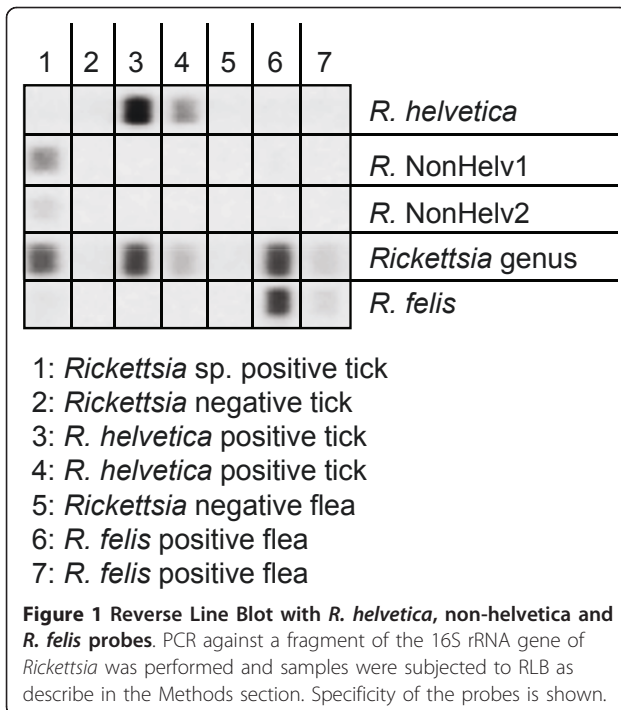 1 2 3 4 5 6 7
R. helvetica
R. NonHelv1
R. NonHelv2
Rickettsia genus
R. felis
1: Rickettsia sp. positive tick
2: Rickettsia negative tick
3: R. helvetica positive tick
4: R. helvetica positive tick
5: Rickettsia negative flea
6: R. felis positive flea
7: R. felis positive flea
Figure 1 Reverse Line Blot with R. helvetica, non-helvetica and
R. felis probes. PCR against a fragment of the 16S rRNA gene of
Rickettsia was performed and samples were subjected to RLB as
describe in the Methods section. Specificity of the probes is shown.